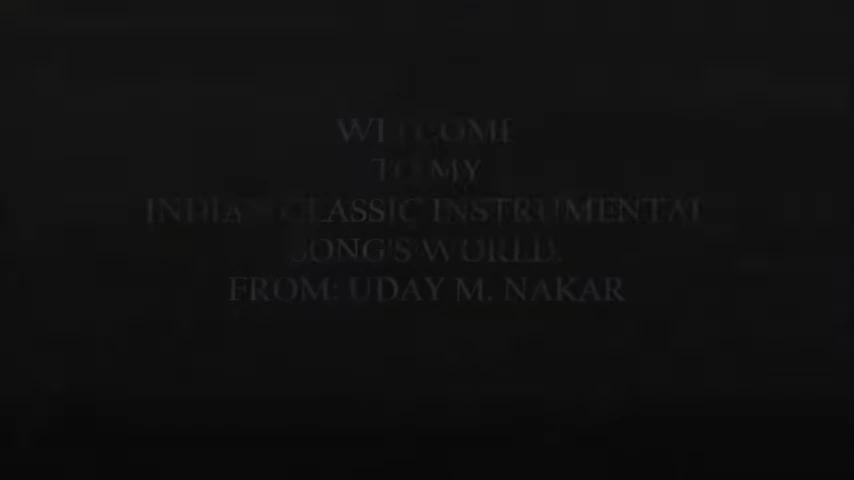 WELCOME
TO MY
INDIAN CLASSIC INSTRUMENTAL
SONG'S WORLD.
FROM: UDAY M. NAKAR